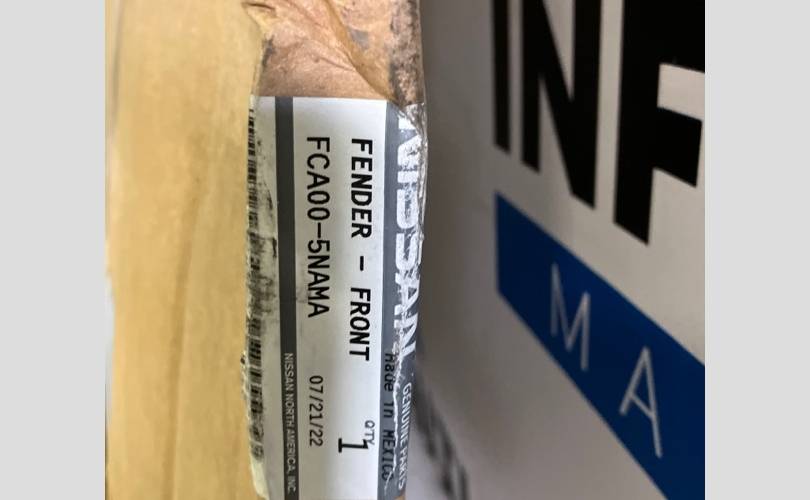 NISSAN GENUINE PARTS
Made in MEXICO
FENDER - FRONT
QTY
1
FCA00-5NAMA
07/21/22
NISSAN NORTH AMERICA, INC.
INF
MA